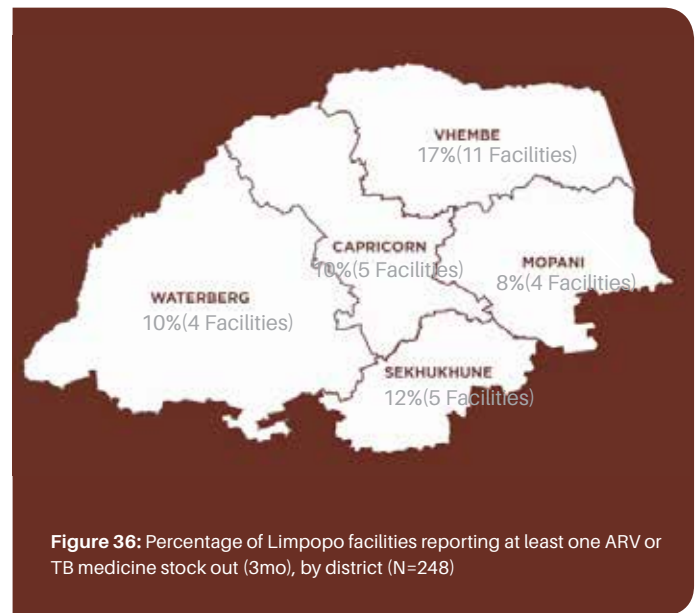 VHEMBE
17%(11 Facilities)
CAPRICORN
10%(5 Facilities)
MOPANI
8%(4 Facilities)
WATERBERG
10%(4 Facilities)
SEKHUKHUNE
12%(5 Facilities)
Figure 36: Percentage of Limpopo facilities reporting at least one ARV or
TB medicine stock out (3mo), by district (N=248)